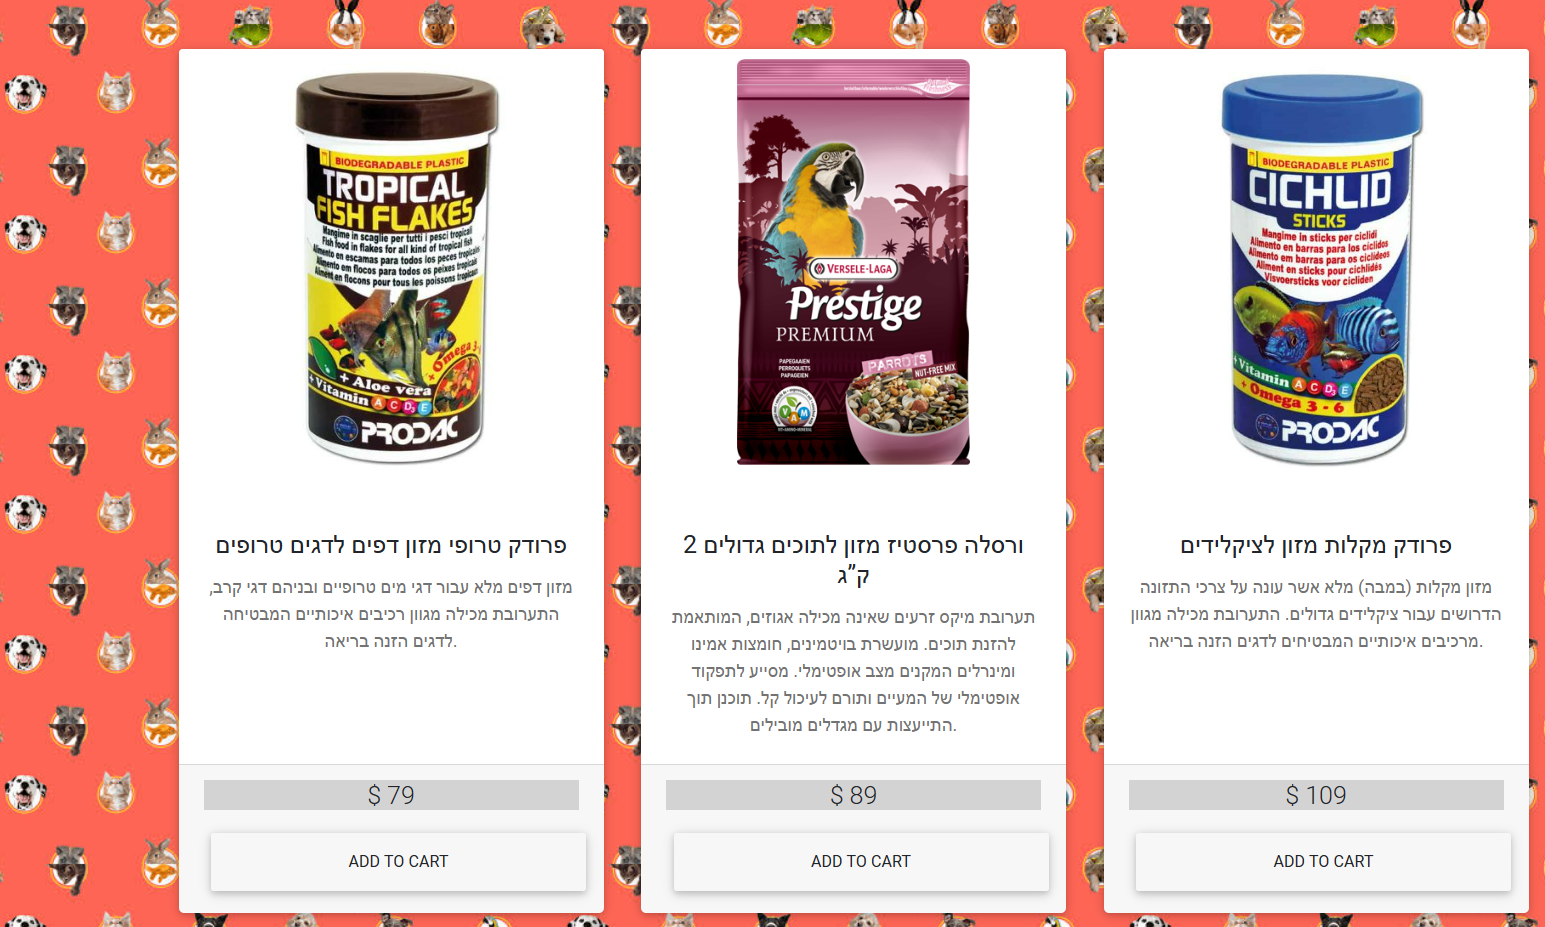 BIODEGRADABLE PLASTIC
TROPICAL
FISH FLAKES
Mangime in scaglie per tutti i pesci tropicali
Fish food in flakes for all kind of tropical fish
Alimento en escamas para todos los peces tropicales
Alimento em flocos para todos os peixes tropicais
Aliment en flocons pour tous les poissons tropicaux
+ Omega 3-6
+ Aloe vera
+ Vitamin A C D3 E
PRODAC
פרודק טרופי מזון דפים לדגים טרופים
מזון דפים מלא עבור דגי מים טרופיים ובניהם דגי קרב,
התערובת מכילה מגוון רכיבים איכותיים המבטיחה
.לדגים הזנה בריאה
$ 79
ADD TO CART
VERSELE-LAGA
Prestige
PREMIUM
PAPEGAAIEN
PERROQUETS
PAPAGEIEN
PARROTS
NUT-FREE MIX
VAM
ורסלה פרסטיז מזון לתוכים גדולים 2
ק"ג
תערובת מיקס זרעים שאינה מכילה אגוזים, המותאמת
להזנת תוכים. מועשרת בויטמינים, חומצות אמינו
ומינרלים המקנים מצב אופטימלי. מסייע לתפקוד
אופטימלי של המעיים ותורם לעיכול קל. תוכנן תוך
.התייעצות עם מגדלים מובילים
$ 89
ADD TO CART
BIODEGRADABLE PLASTIC
CICHLID
STICKS
Mangime in sticks per ciclidi
Alimento en barras para los cíclidos
Alimento em barras para os ciclídeos
Aliment en sticks pour cichlidés
Visvoersticks voor cicliden
+ Vitamin A C D3 E
+ Omega 3 - 6
PRODAC
פרודק מקלות מזון לציקלידים
מזון מקלות (במבה) מלא אשר עונה על צרכי התזונה
הדרושים עבור ציקלידים גדולים. התערובת מכילה מגוון
.מרכיבים איכותיים המבטיחים לדגים הזנה בריאה
$ 109
ADD TO CART